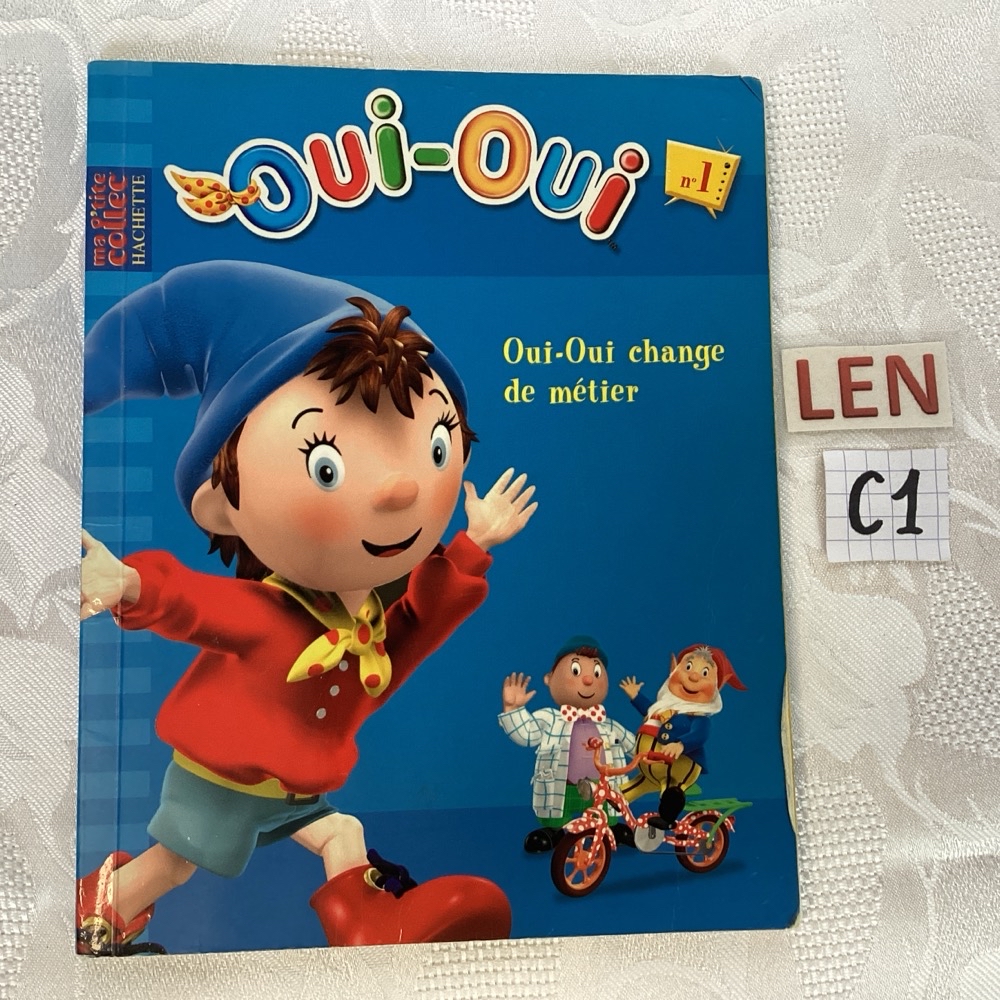 Oui-Oui
n°1
ma p'tite
collec'
HACHETTE
Oui-Oui change
de métier
LEN
C1